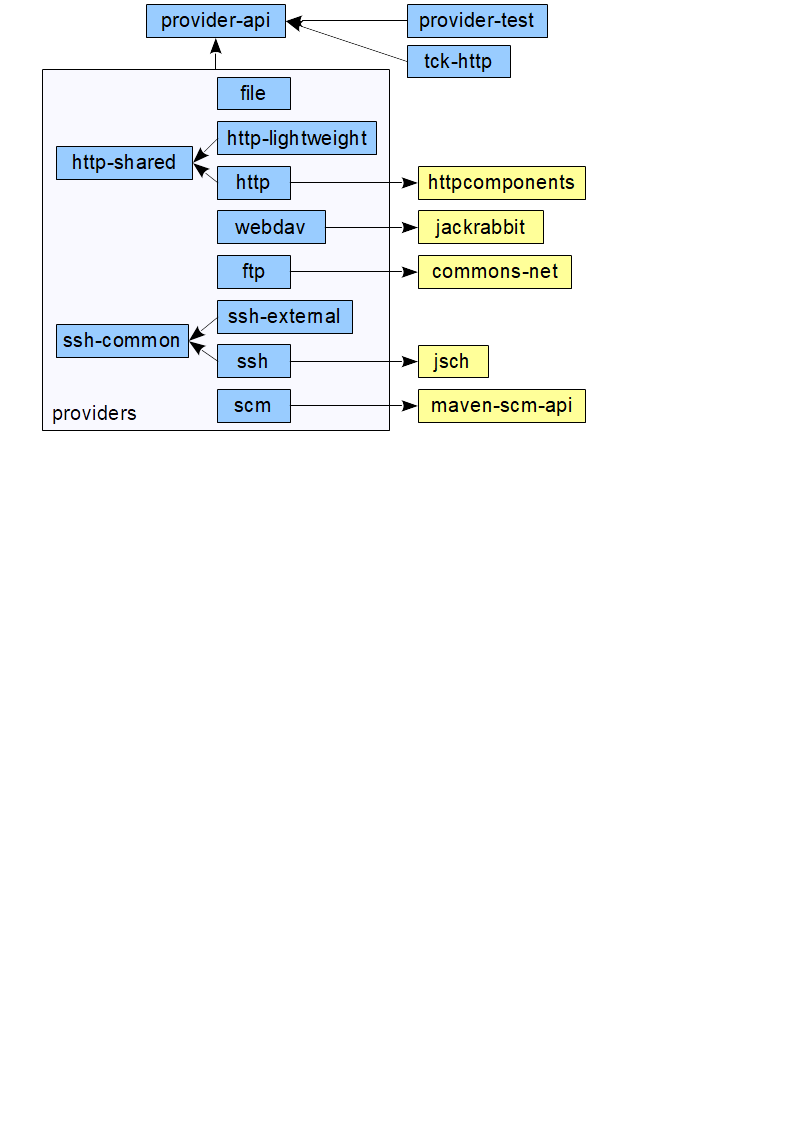 provider-api
provider-test
tck-http
file
http-lightweight
http-shared
http
httpcomponents
webdav
jackrabbit
ftp
commons-net
ssh-external
ssh-common
ssh
jsch
scm
maven-scm-api
providers